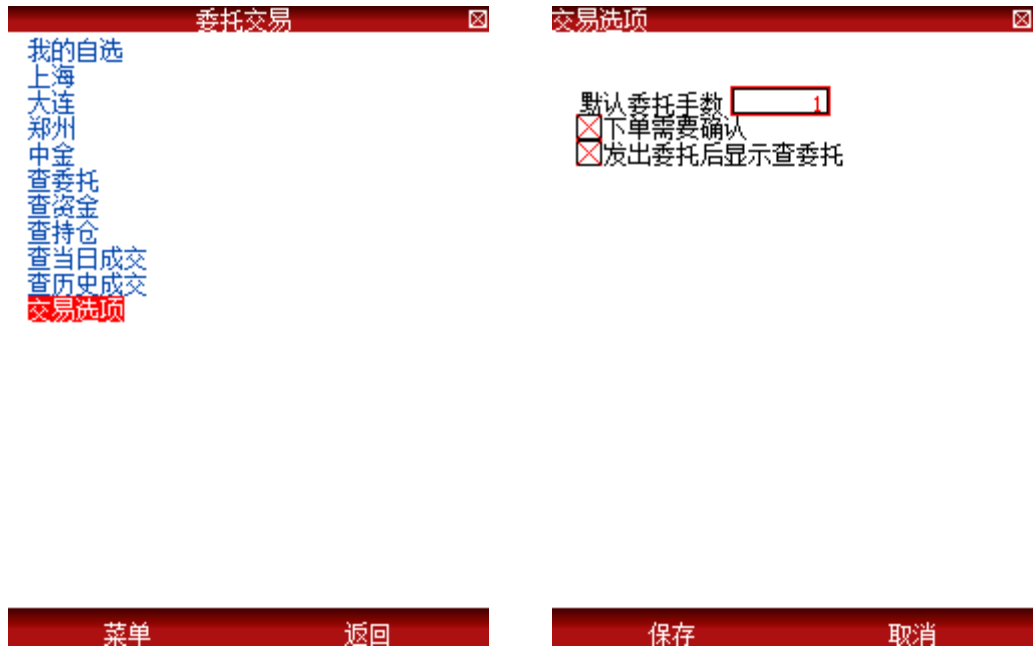 委托交易
我的自选
上海
大连
郑州
中金
查委托
查资金
查持仓
查当日成交
查历史成交
交易选项
菜单 返回
交易选项
默认委托手数 1
下单需要确认
发出委托后显示查委托
保存 取消